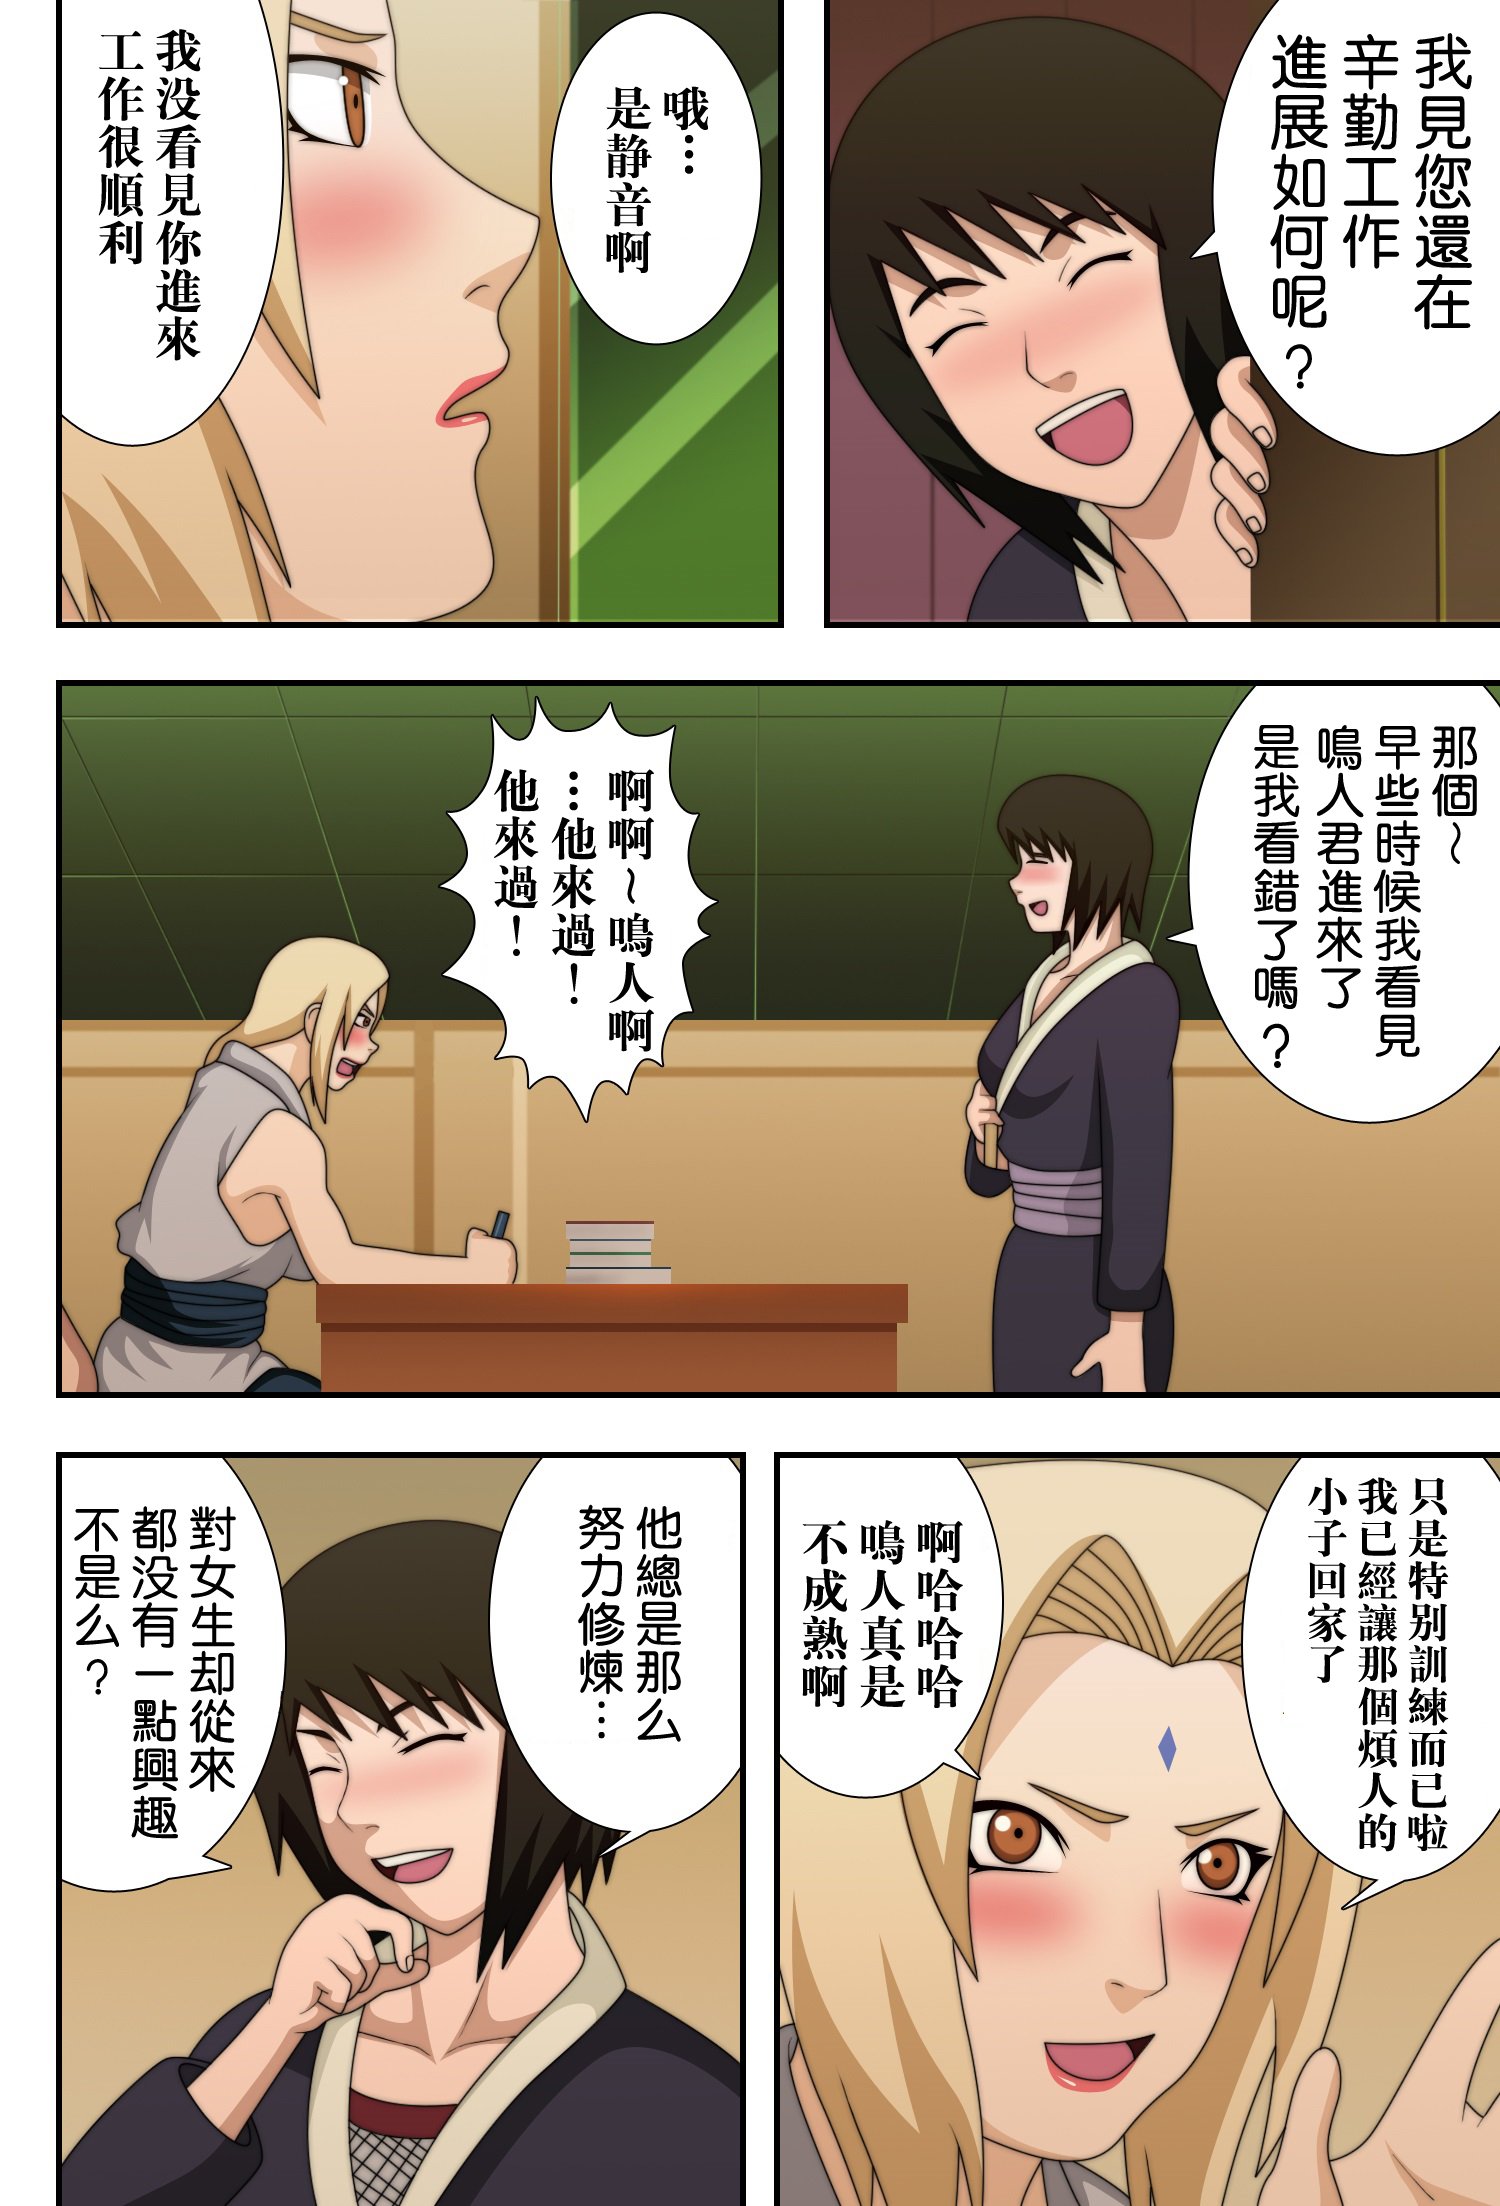 我見您還在
辛勤工作
進展如何呢？
哦…
是静音啊
我没看見你進來
工作很順利
那個~
早些時候我看見
鳴人君進來了
是我看錯了嗎？
啊啊~鳴人啊
…他來過！
他來過！
只是特别訓練而已啦
我已經讓那個煩人的
小子回家了
啊哈哈哈
鳴人真是
不成熟啊
他總是那么
努力修煉…
對女生却從來
都没有一點興趣
不是么？